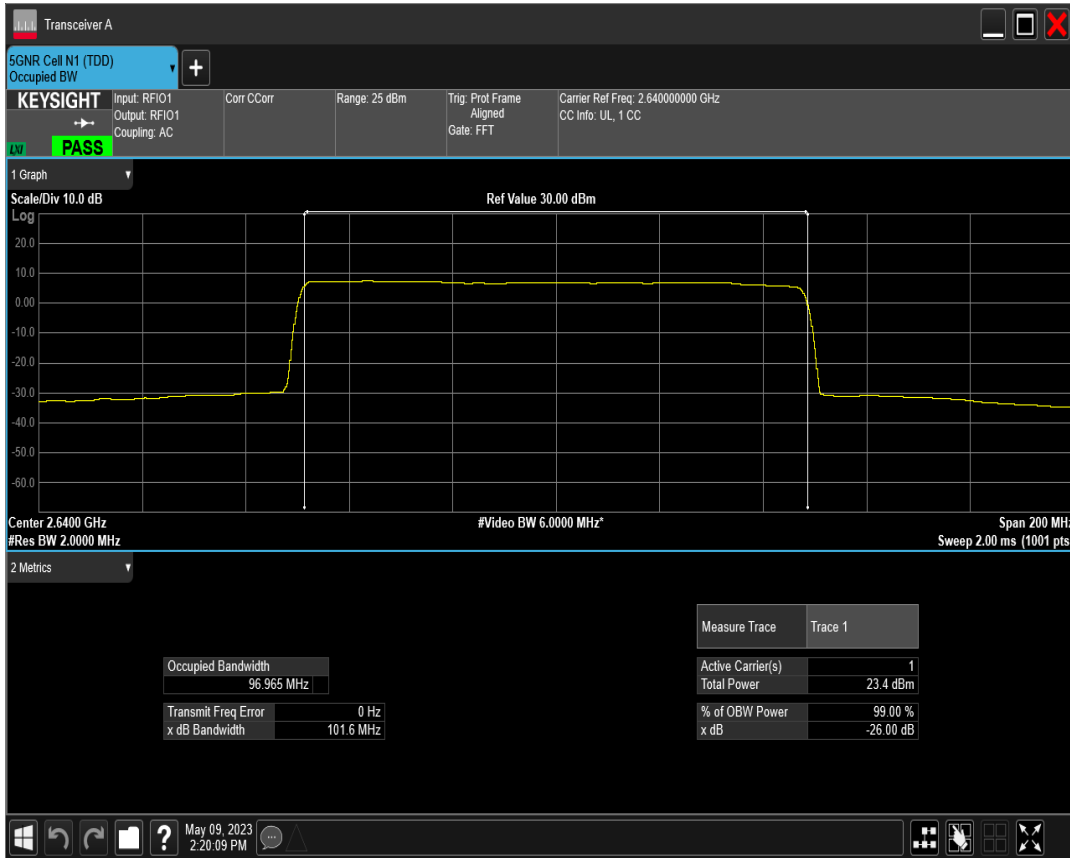 Transceiver A
5GNR Cell N1 (TDD)
Occupied BW
+
KEYSIGHT
LXI
PASS
Input: RFIO1
Output: RFIO1
Coupling: AC
Corr CCorr
Range: 25 dBm
Trig: Prot Frame
Aligned
Gate: FFT
Carrier Ref Freq: 2.640000000 GHz
CC Info: UL, 1 CC
1 Graph
Scale/Div 10.0 dB
Ref Value 30.00 dBm
Log
20.0
10.0
0.00
-10.0
-20.0
-30.0
-40.0
-50.0
-60.0
Center 2.6400 GHz
#Video BW 6.0000 MHz*
Span 200 MHz
#Res BW 2.0000 MHz
Sweep 2.00 ms (1001 pts
2 Metrics
Measure Trace Trace 1
Occupied Bandwidth
96.965 MHz
Active Carrier(s) 1
Total Power 23.4 dBm
Transmit Freq Error 0 Hz
x dB Bandwidth 101.6 MHz
% of OBW Power 99.00 %
x dB -26.00 dB
?
May 09, 2023
2:20:09 PM